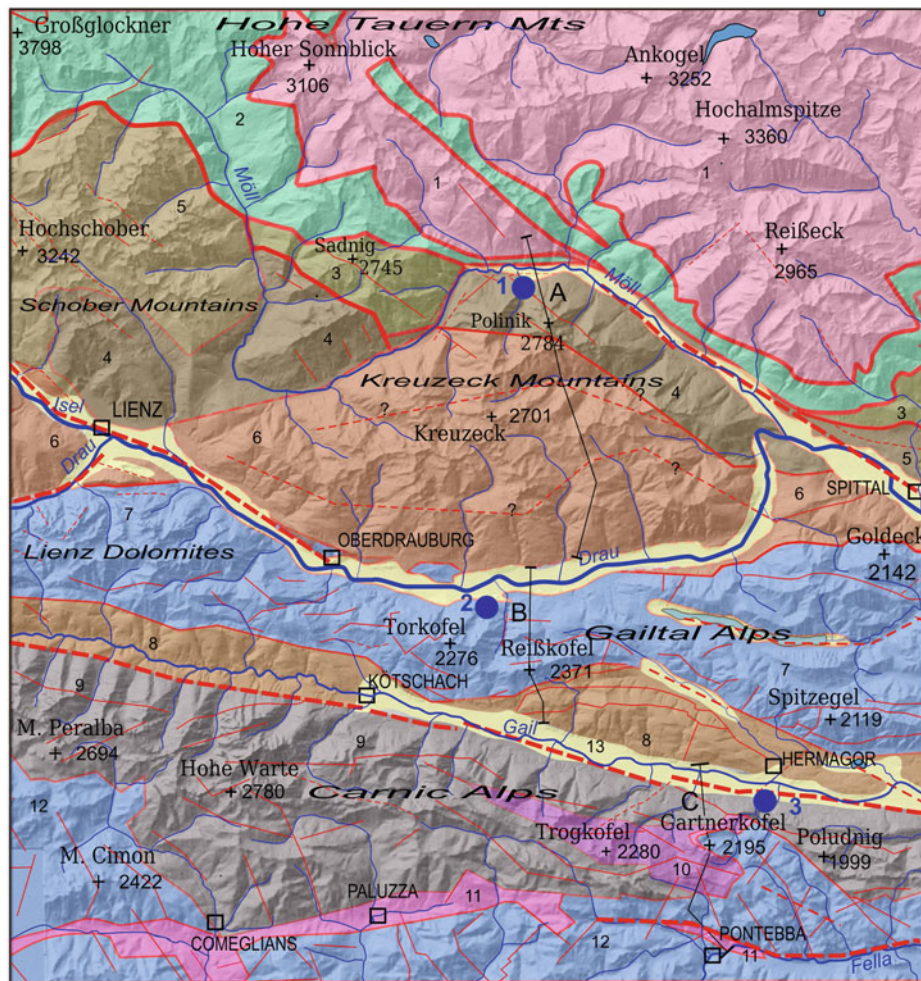 Großglockner
3798
Hohe Tauern Mts
Hoher Sonnblick
3106
Ankogel
3252
Hochalmspitze
3360
2
1
1
Möll
5
Hochschober
3242
Sadnig
2745
3
Reißeck
2965
Schober Mountains
1
A
Möll
Polinik
2784
4
4
4
Kreuzeck Mountains
?
?
2701
Kreuzeck
3
Isel
LIENZ
6
6
Drau
?
?
5
6
SPITTAL
7
OBERDRAUBURG
Drau
Goldeck
2142
Lienz Dolomites
2
B
Torkofel
2276
Gailtal Alps
Reißkofel
2371
7
8
KÖTSCHACH
Spitzegel
2119
9
M. Peralba
2694
Gail
9
13
8
HERMAGOR
Hohe Warte
2780
Carnic Alps
C
3
12
Trogkofel
2280
Gartnerkofel
2195
Poludnig
1999
M. Cimon
2422
10
PALUZZA
11
COMEGLIANS
12
PONTEBBA
11
Fella